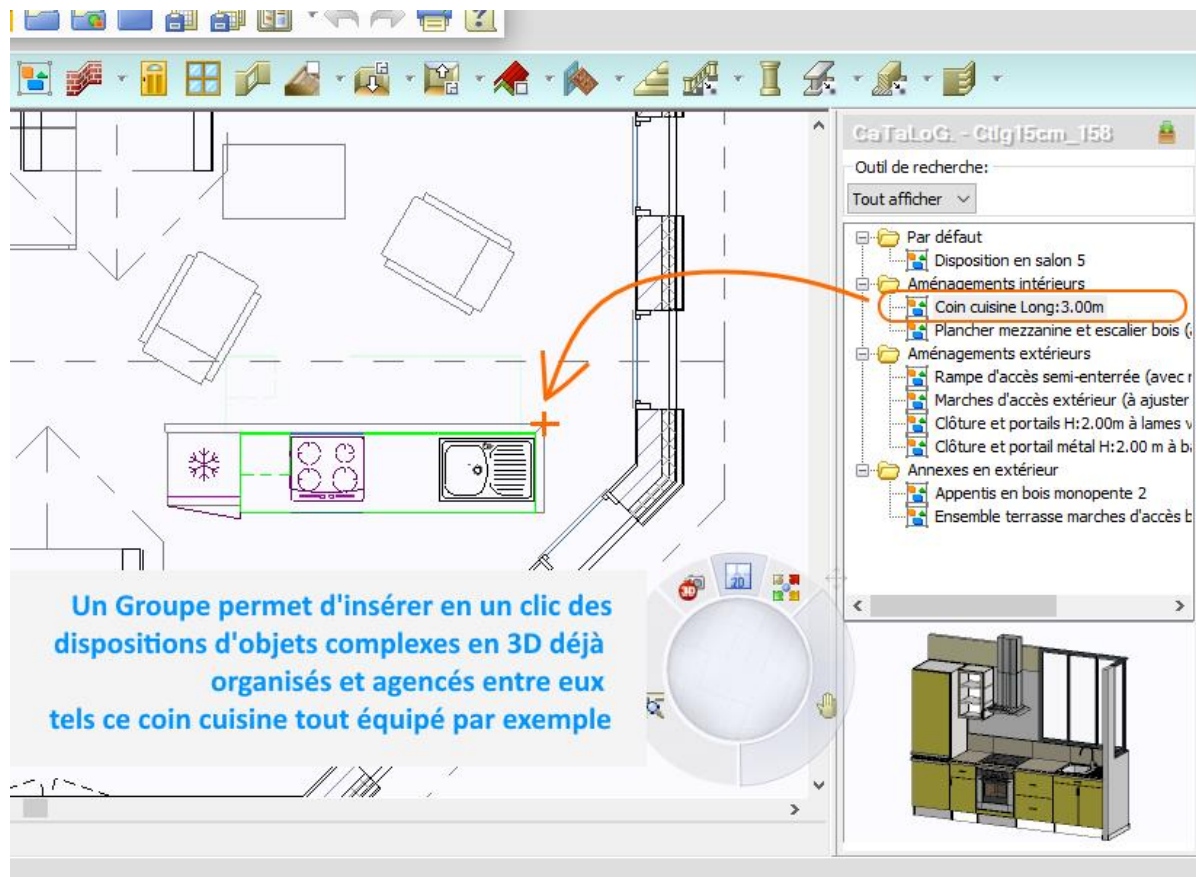 CaTaLoG. - Ctlg15cm_158
Outil de recherche:
Tout afficher
Par défaut
Disposition en salon 5
Aménagements intérieurs
Coin cuisine Long:3.00m
Plancher mezzanine et escalier bois (
Aménagements extérieurs
Rampe d'accès semi-enterrée (avec
Marches d'accès extérieur (à ajuster
Clôture et portails H:2.00m à lames
Clôture et portail métal H:2.00 m à
Annexes en extérieur
Appentis en bois monopente 2
Ensemble terrasse marches d'accès
3D
2D
Un Groupe permet d'insérer en un clic des
dispositions d'objets complexes en 3D déjà
organisés et agencés entre eux
tels ce coin cuisine tout équipé par exemple